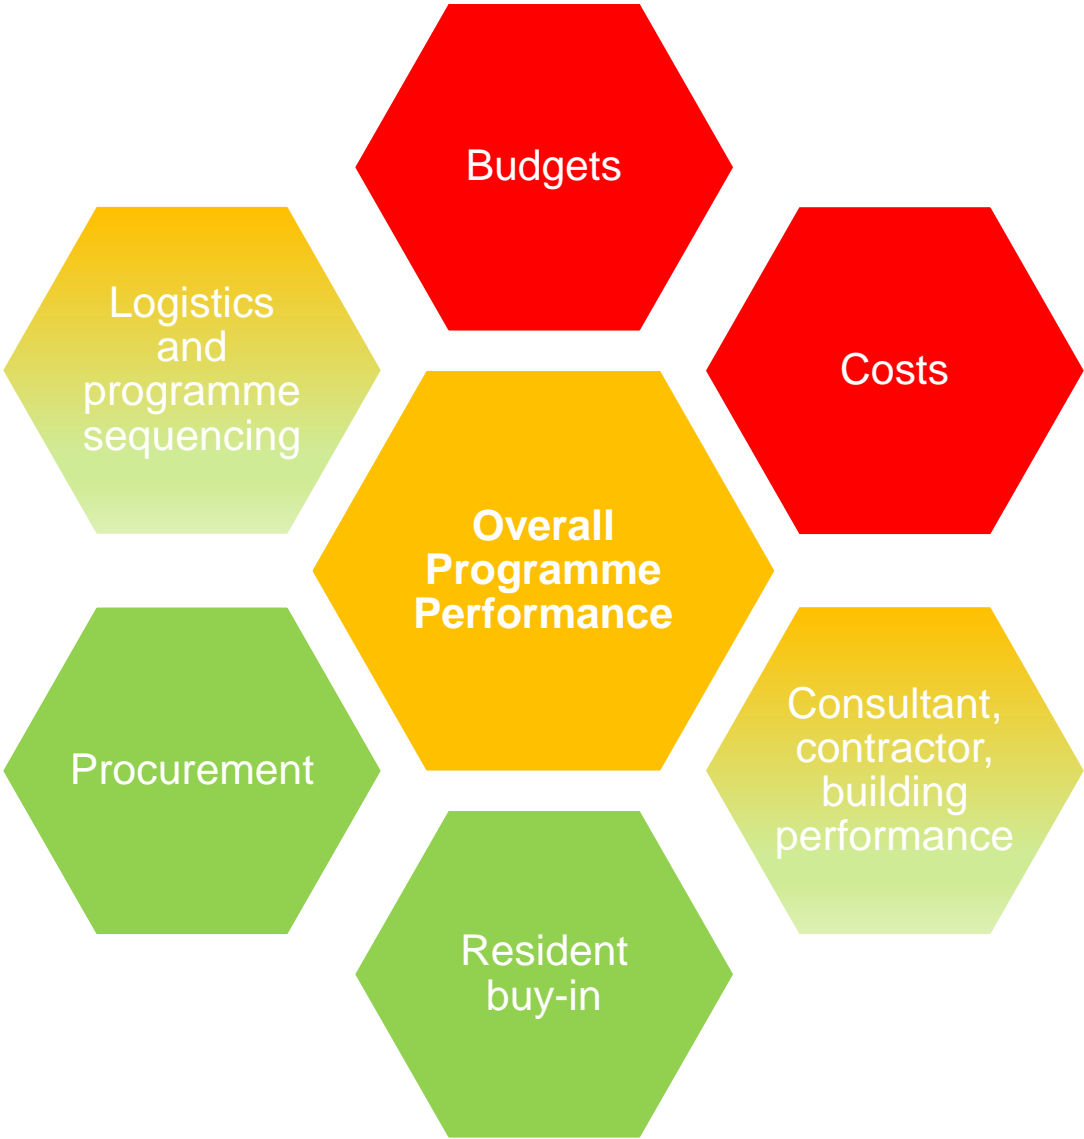 Budgets
Logistics
and
programme
sequencing
Costs
Overall
Programme
Performance
Consultant,
contractor,
building
performance
Procurement
Resident
buy-in